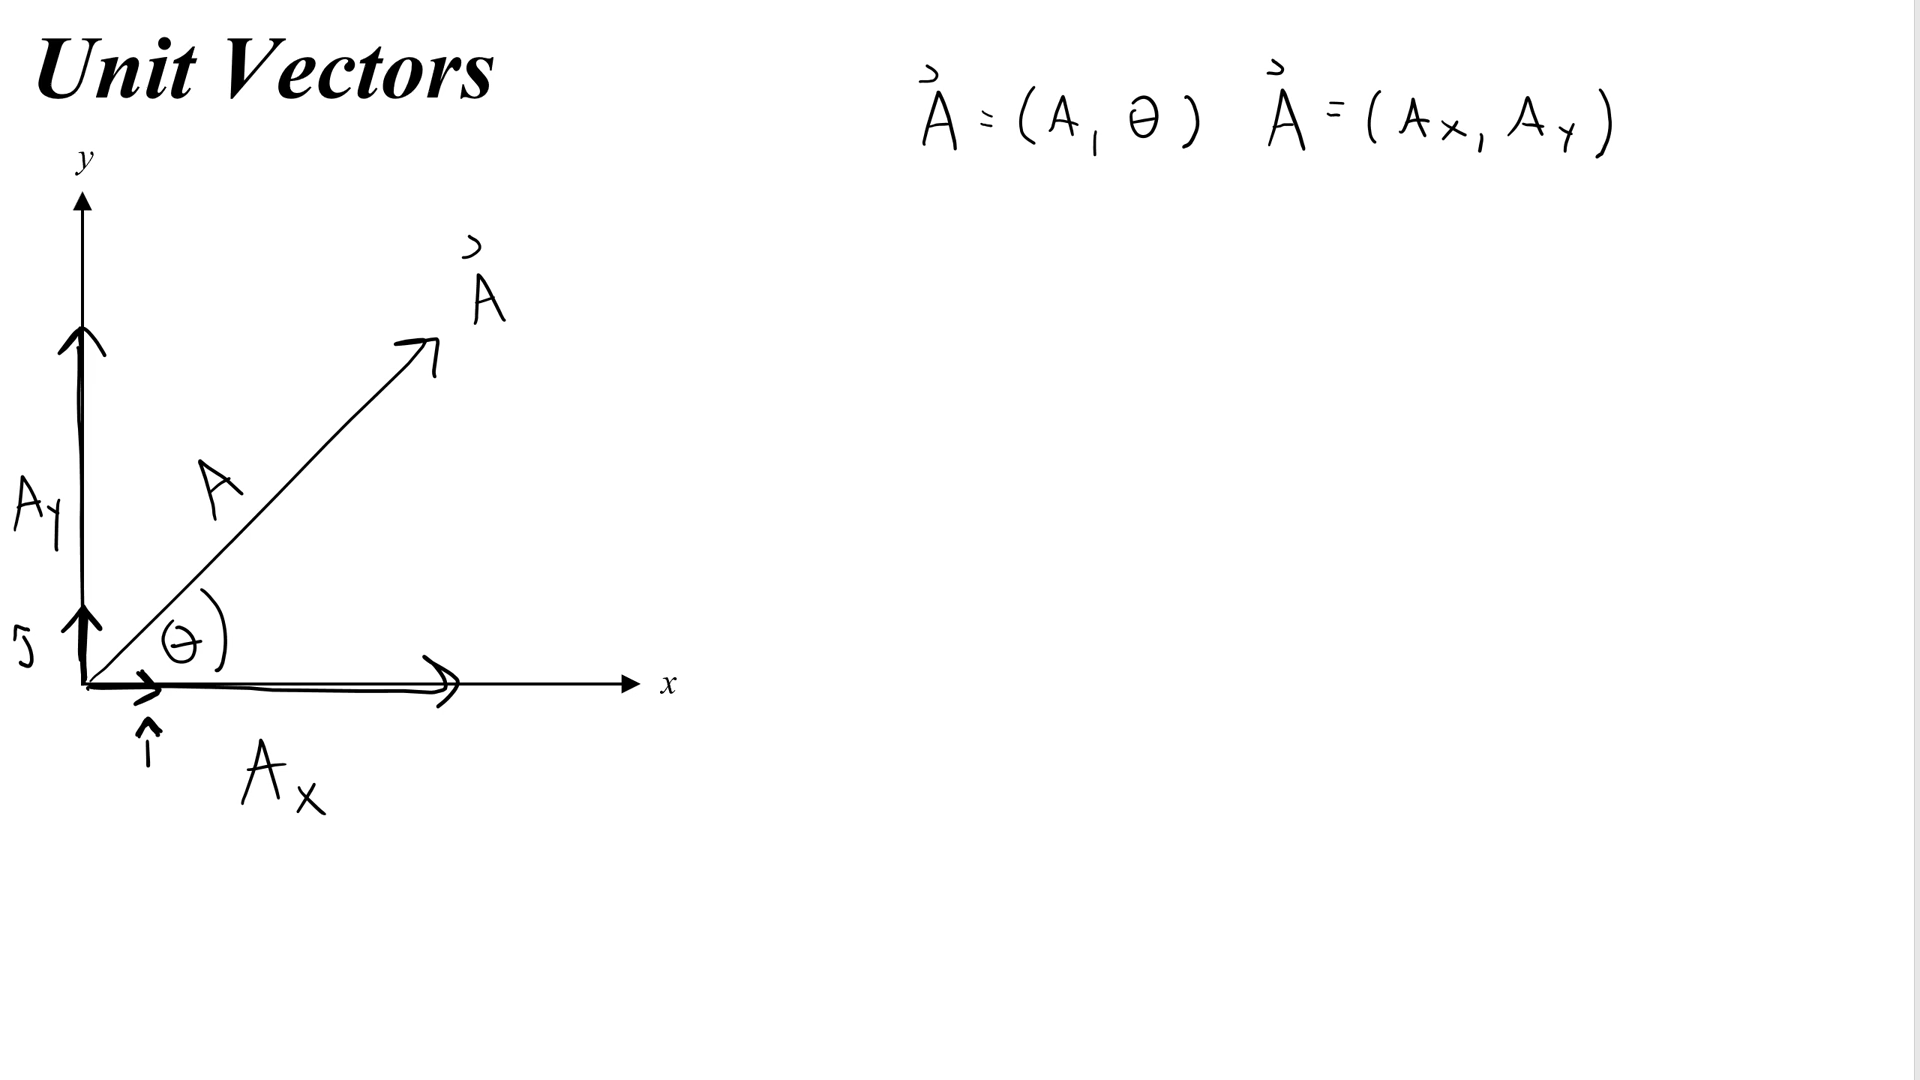 Unit Vectors
A⃗ = (A, θ) A⃗ = (Ax, Ay)
y
A⃗
A
Ay
θ
ĵ
x
î
Ax